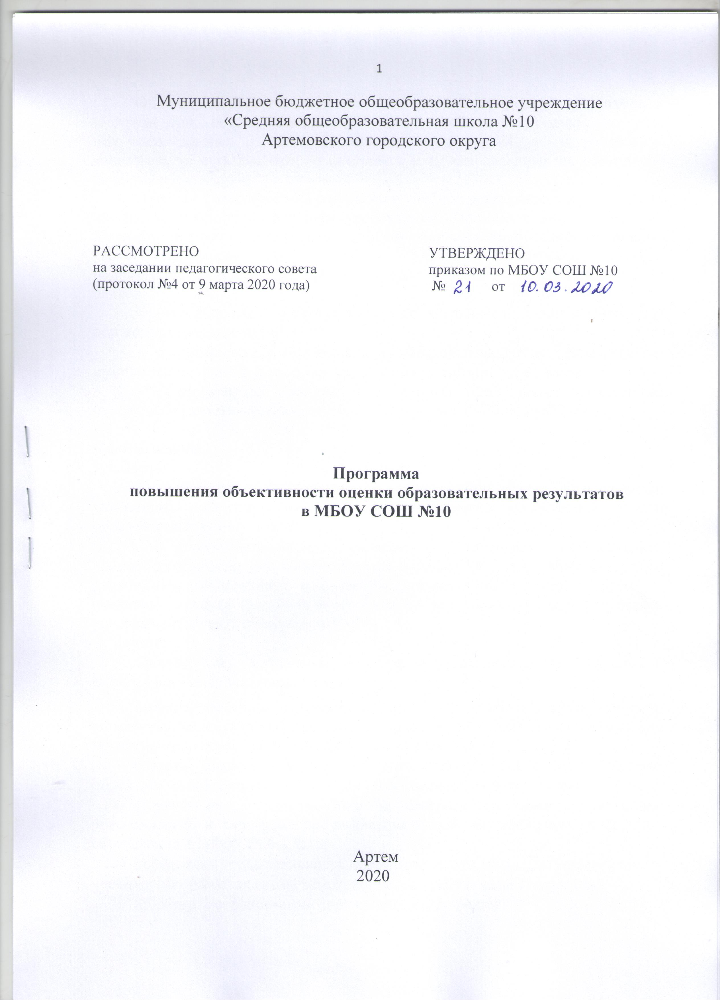 1
Муниципальное бюджетное общеобразовательное учреждение
«Средняя общеобразовательная школа №10
Артемовского городского округа
РАССМОТРЕНО
на заседании педагогического совета
(протокол №4 от 9 марта 2020 года)
УТВЕРЖДЕНО
приказом по МБОУ СОШ №10
№ 21 от 10.03.2020
Программа
повышения объективности оценки образовательных результатов
в МБОУ СОШ №10
Артем
2020